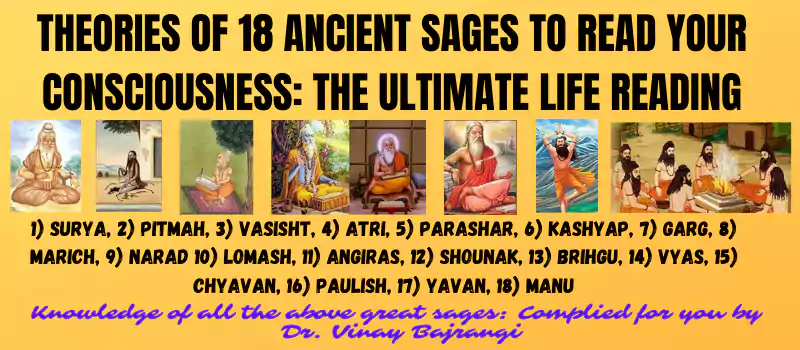 THEORIES OF 18 ANCIENT SAGES TO READ YOUR
CONSCIOUSNESS: THE ULTIMATE LIFE READING
1) SURYA, 2) PITMAH, 3) VASISHT, 4) ATRI, 5) PARASHAR, 6) KASHYAP, 7) GARG, 8)
MARICH, 9) NARAD 10) LOMASH, 11) ANGIRAS, 12) SHOUNAK, 13) BRIHGU, 14) VYAS, 15)
CHYAVAN, 16) PAULISH, 17) YAVAN, 18) MANU
Knowledge of all the above great sages: Complied for you by
Dr. Vinay Bajrangi